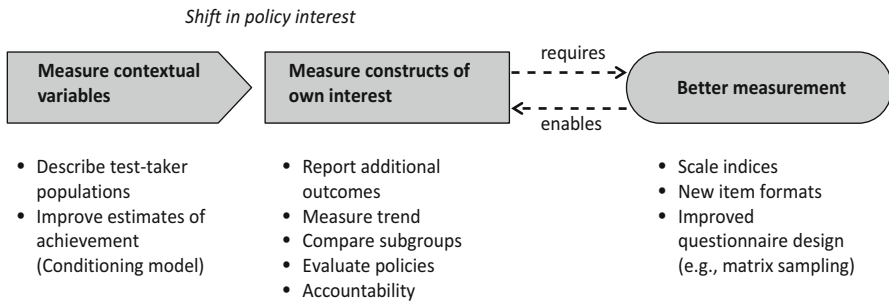 Shift in policy interest
Measure contextual
variables
Measure constructs of
own interest
requires
enables
Better measurement
• Describe test-taker
populations
• Improve estimates of
achievement
(Conditioning model)
• Report additional
outcomes
• Measure trend
• Compare subgroups
• Evaluate policies
• Accountability
• Scale indices
• New item formats
• Improved
questionnaire design
(e.g., matrix sampling)